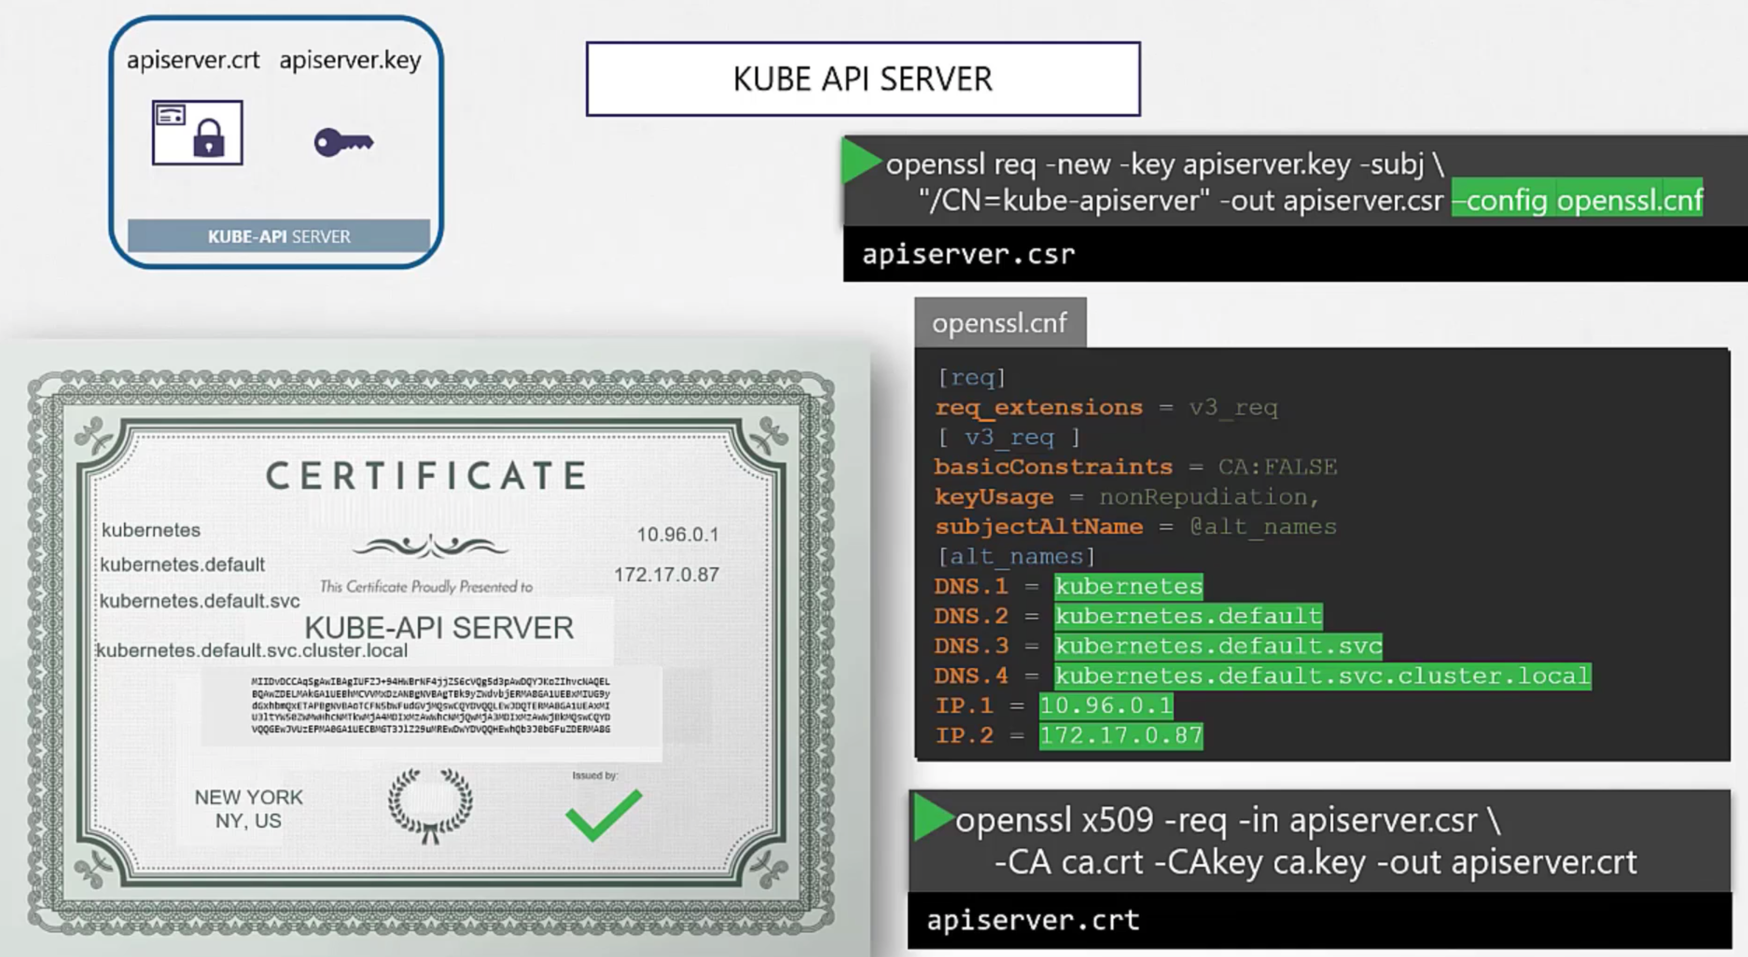 apiserver.crt apiserver.key
KUBE-API SERVER
KUBE API SERVER
openssl req -new -key apiserver.key -subj \
"/CN=kube-apiserver" -out apiserver.csr –config openssl.cnf
apiserver.csr
openssl.cnf
[req]
req_extensions = v3_req
[ v3_req ]
basicConstraints = CA:FALSE
keyUsage = nonRepudiation,
subjectAltName = @alt_names
[alt_names]
DNS.1 = kubernetes
DNS.2 = kubernetes.default
DNS.3 = kubernetes.default.svc
DNS.4 = kubernetes.default.svc.cluster.local
IP.1 = 10.96.0.1
IP.2 = 172.17.0.87
openssl x509 -req -in apiserver.csr \
-CA ca.crt -CAkey ca.key -out apiserver.crt
apiserver.crt
CERTIFICATE
kubernetes
10.96.0.1
kubernetes.default
172.17.0.87
This Certificate Proudly Presented to
kubernetes.default.svc
KUBE-API SERVER
kubernetes.default.svc.cluster.local
Issued by:
NEW YORK
NY, US